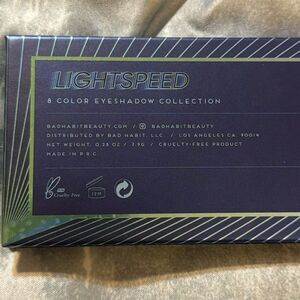 LIGHTSPEED
8 COLOR EYESHADOW COLLECTION
BADHABITBEAUTY.COM / BADHABITBEAUTY
DISTRIBUTED BY BAD HABIT, LLC. / LOS ANGELES CA. 90014
NET WEIGHT. 0.28 OZ / 7.9G / CRUELTY-FREE PRODUCT
MADE IN P.R.C.
Cruelty Free
12M